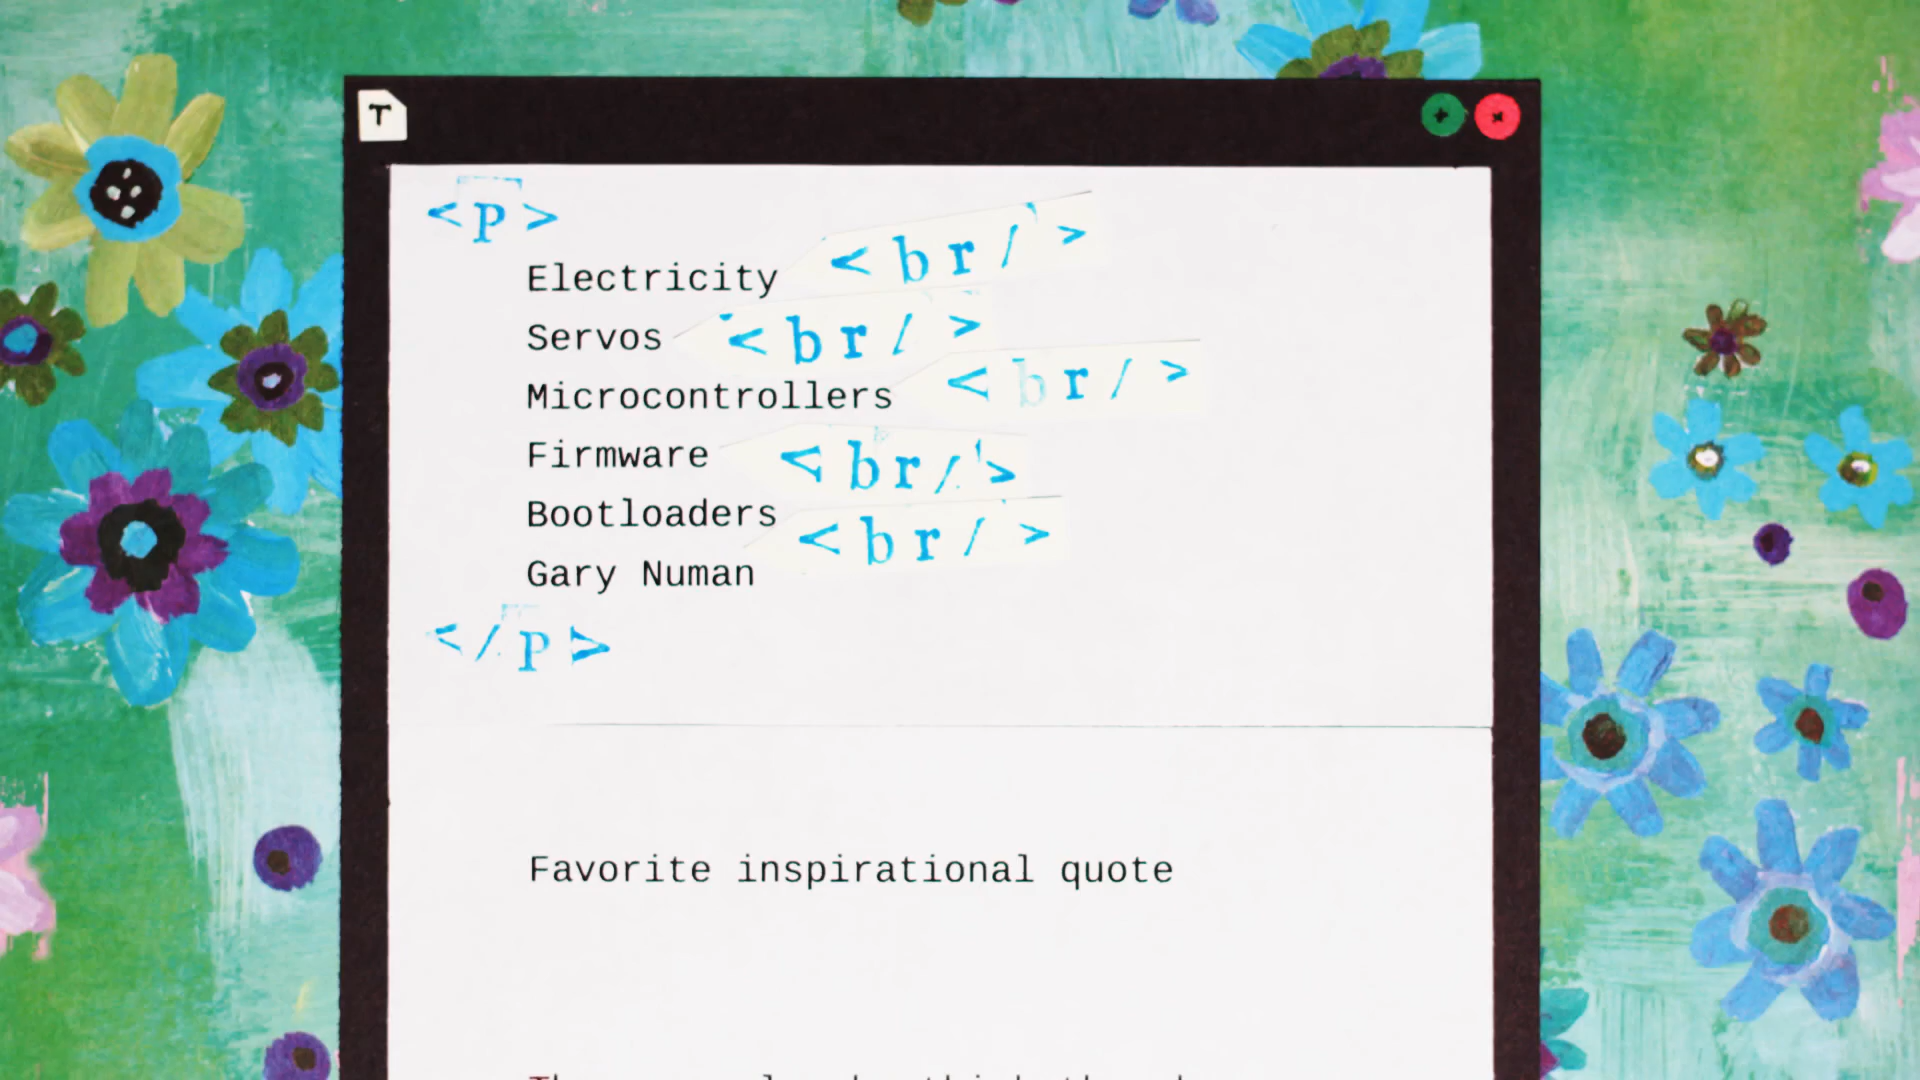 T
<p>
Electricity <br/>
Servos <br/>
Microcontrollers <br/>
Firmware <br/>
Bootloaders <br/>
Gary Numan
</p>
Favorite inspirational quote